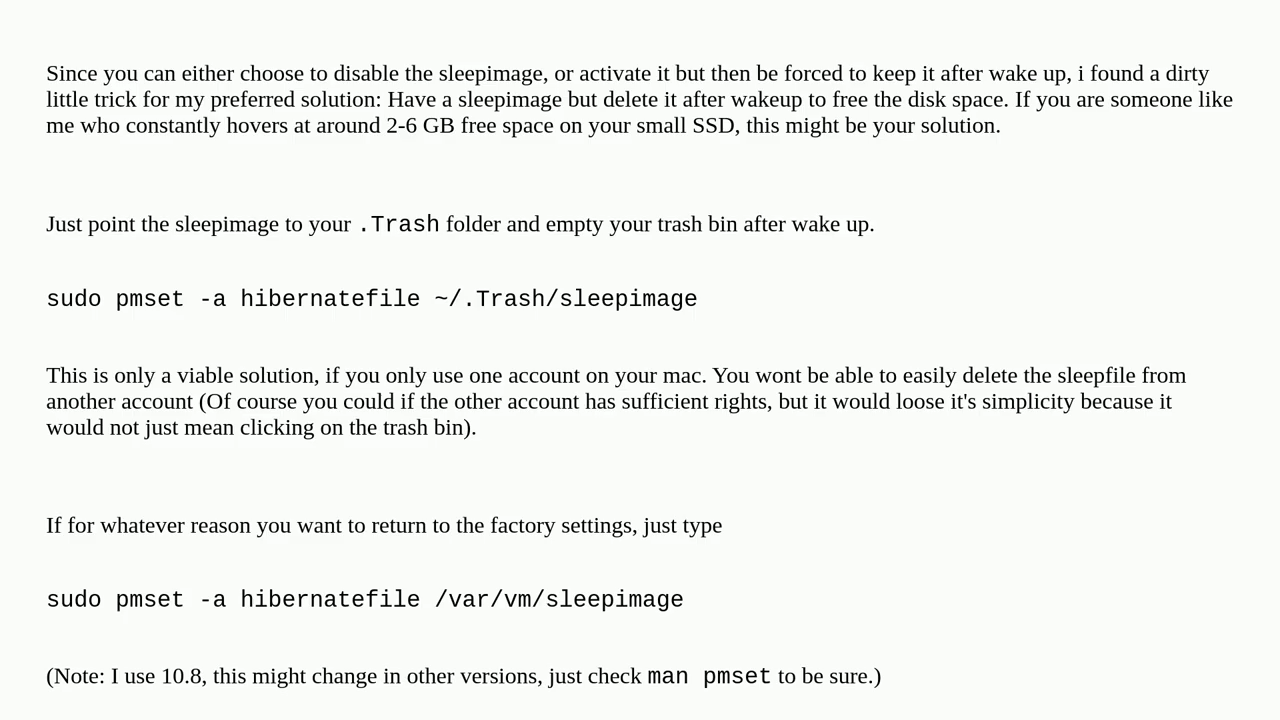 Since you can either choose to disable the sleepimage, or activate it but then be forced to keep it after wake up, i found a dirty
little trick for my preferred solution: Have a sleepimage but delete it after wakeup to free the disk space. If you are someone like
me who constantly hovers at around 2-6 GB free space on your small SSD, this might be your solution.
Just point the sleepimage to your .Trash folder and empty your trash bin after wake up.
sudo pmset -a hibernatefile ~/.Trash/sleepimage
This is only a viable solution, if you only use one account on your mac. You wont be able to easily delete the sleepfile from
another account (Of course you could if the other account has sufficient rights, but it would loose it's simplicity because it
would not just mean clicking on the trash bin).
If for whatever reason you want to return to the factory settings, just type
sudo pmset -a hibernatefile /var/vm/sleepimage
(Note: I use 10.8, this might change in other versions, just check man pmset to be sure.)